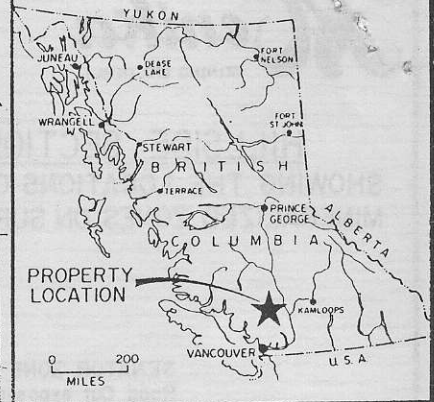 YUKON
JUNEAU
DEASE
LAKE
FORT
NELSON
WRANGELL
FORT
ST JOHN
STEWART
BRITISH
TERRACE
PRINCE
GEORGE
ALBERTA
COLUMBIA
PROPERTY
LOCATION
KAMLOOPS
VANCOUVER
U.S.A.
0 200
MILES